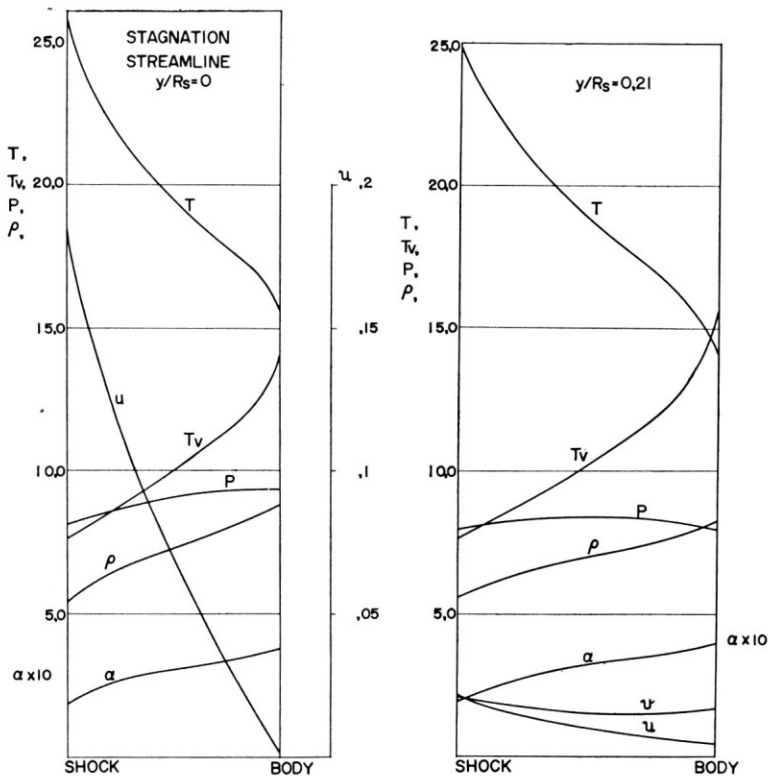 STAGNATION
STREAMLINE
y/Rs=0
25,0
T,
Tv,
P,
ρ,
20,0
15,0
10,0
5,0
α x 10
T
u
Tv
P
ρ
α
SHOCK
BODY
u
,2
,15
,1
,05
y/Rs=0,21
25,0
T,
Tv,
P,
ρ,
20,0
15,0
10,0
5,0
T
Tv
P
ρ
α
v
u
α x 10
SHOCK
BODY